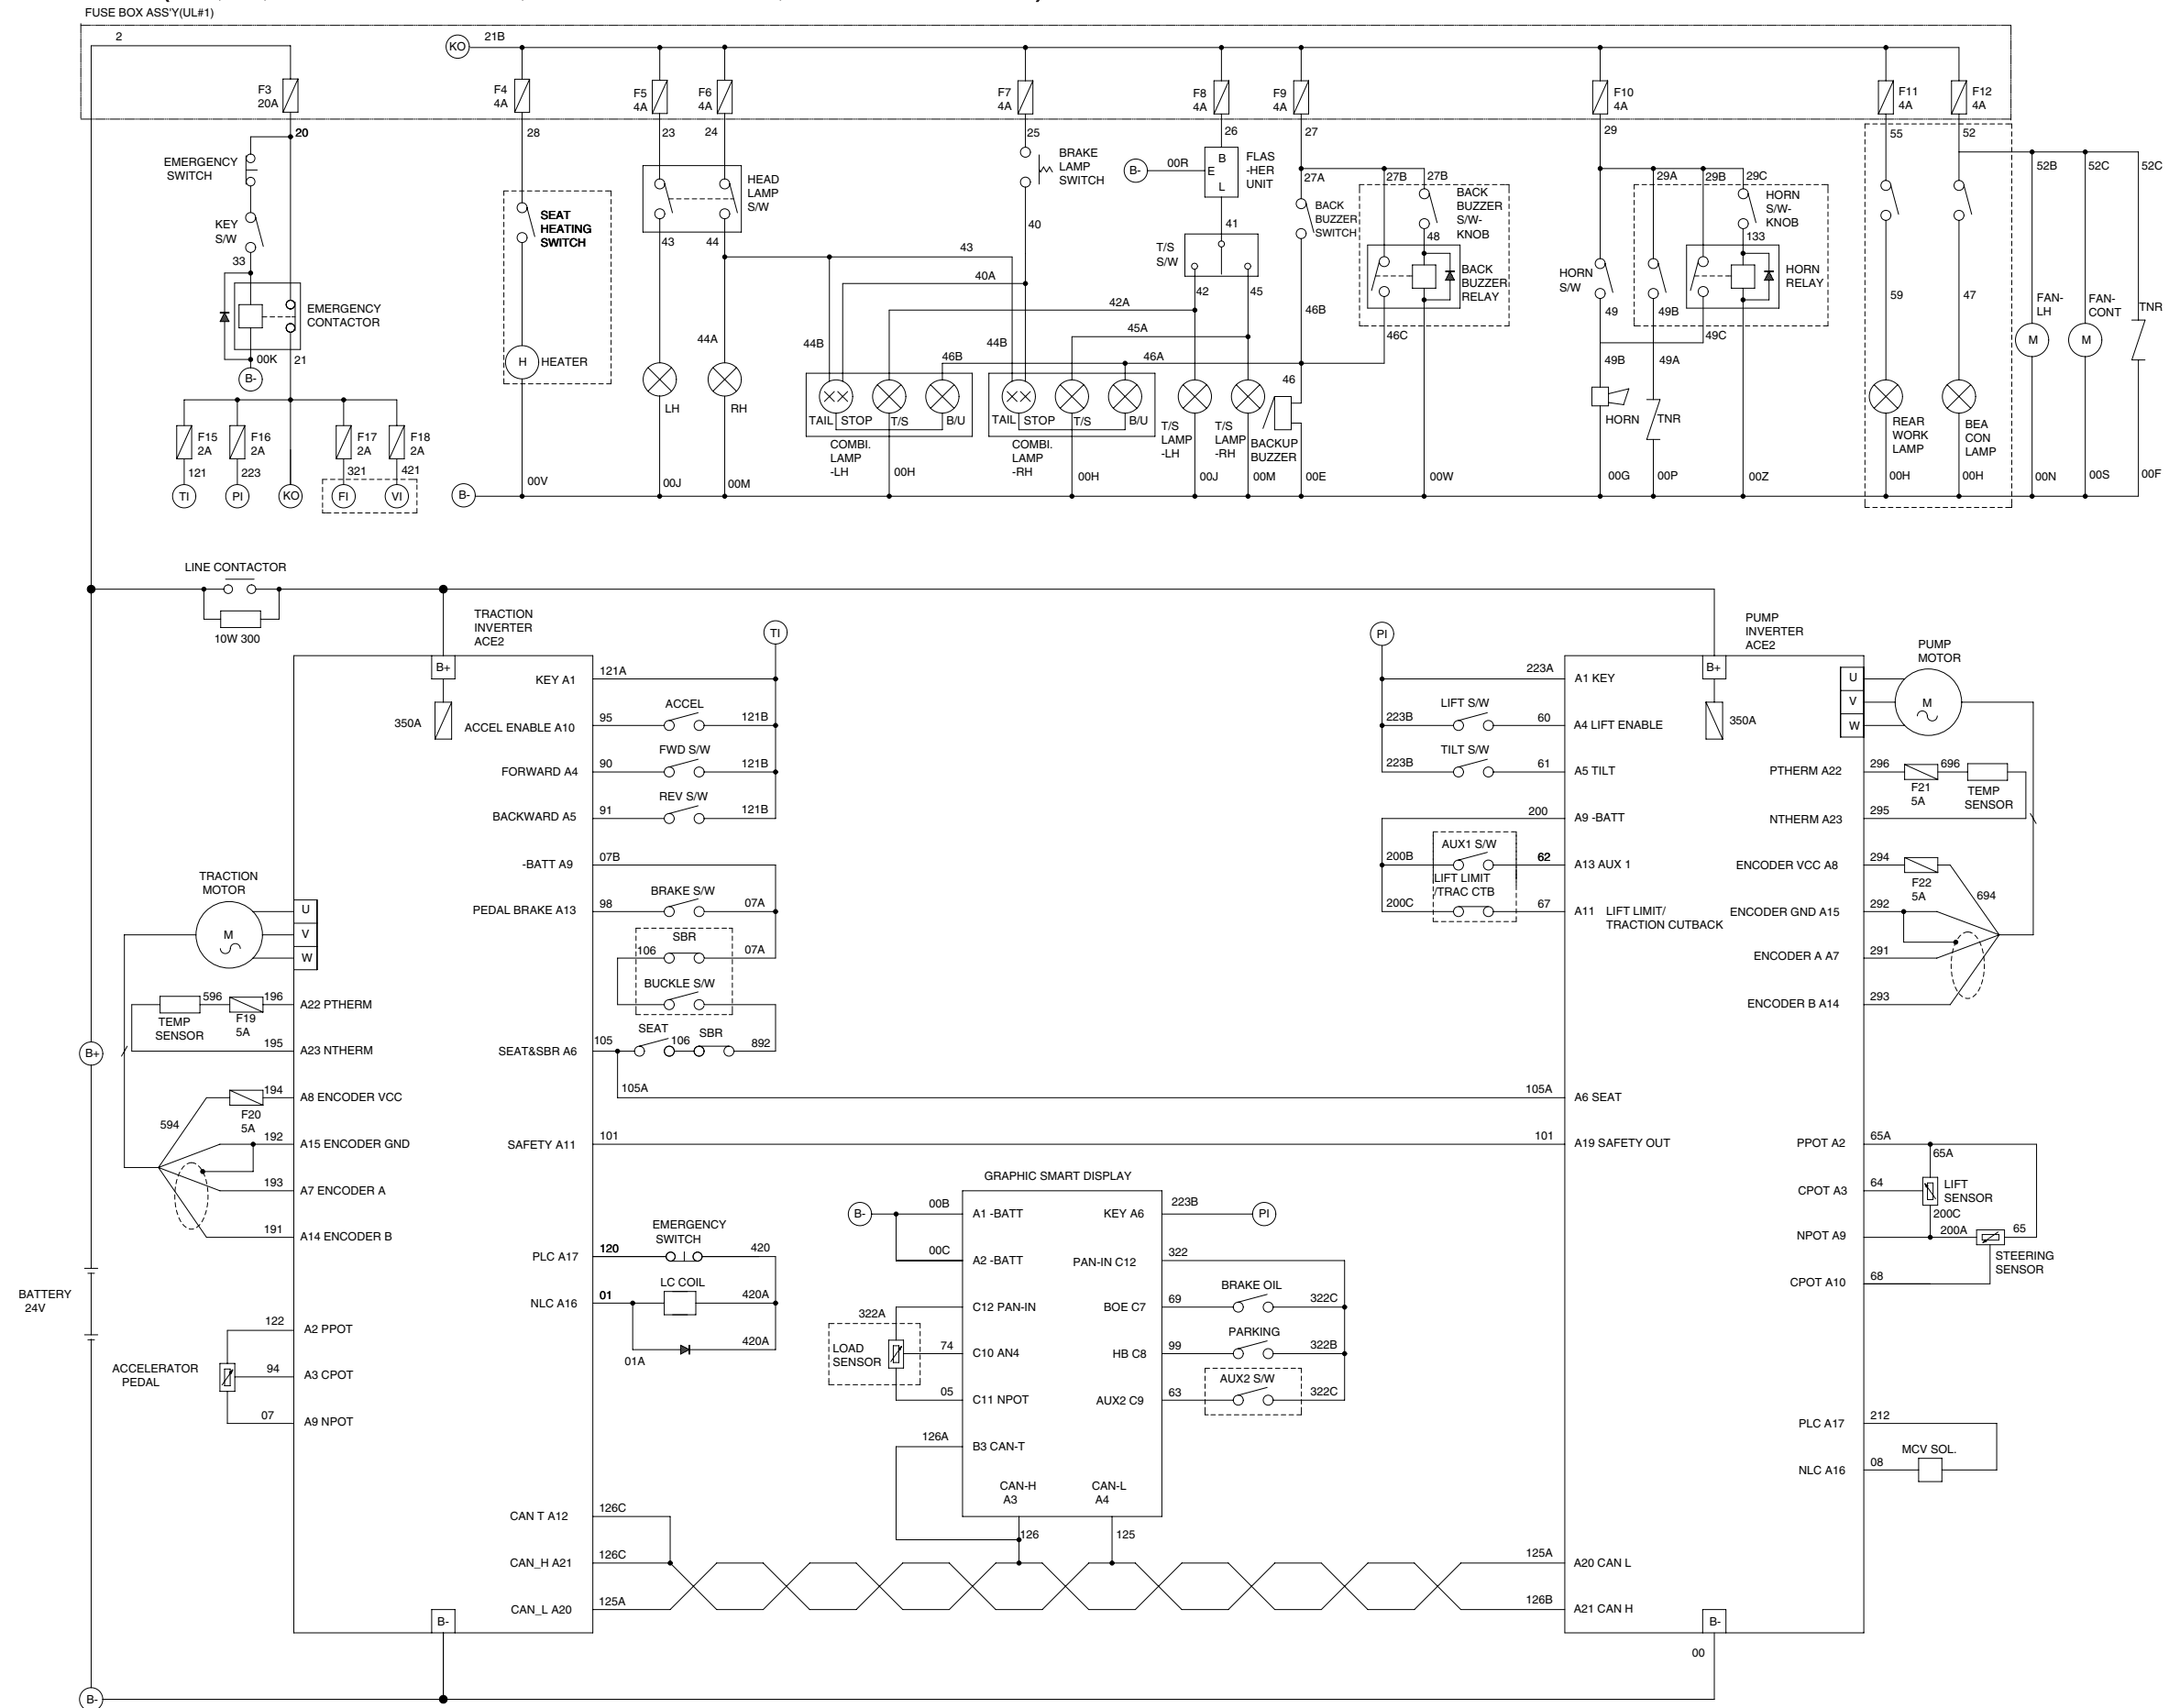 FUSE BOX ASS'Y(UL#1)
2
KO
21B
F3
20A
F4
4A
F5
4A
F6
4A
F7
4A
F8
4A
F9
4A
F10
4A
F11
4A
F12
4A
20
28
23
24
25
26
27
29
55
52
EMERGENCY
SWITCH
KEY
S/W
33
EMERGENCY
CONTACTOR
00K
21
B-
SEAT
HEATING
SWITCH
H
HEATER
HEAD
LAMP
S/W
43
44
BRAKE
LAMP
SWITCH
40
B-
00R
B
E
L
FLAS
-HER
UNIT
41
T/S
S/W
42
45
27A
BACK
BUZZER
SWITCH
27B
27B
BACK
BUZZER
S/W-
KNOB
48
BACK
BUZZER
RELAY
46B
46C
29A
29B
29C
HORN
S/W-
KNOB
133
HORN
RELAY
HORN
S/W
49
49B
49C
49B
49A
52B
52C
52C
59
47
FAN-
LH
FAN-
CONT
TNR
M
M
43
40A
42A
45A
44A
44B
46B
44B
46A
46
LH
RH
TAIL
STOP
T/S
B/U
COMBI.
LAMP
-LH
TAIL
STOP
T/S
B/U
COMBI.
LAMP
-RH
T/S
LAMP
-LH
T/S
LAMP
-RH
BACKUP
BUZZER
HORN
TNR
REAR
WORK
LAMP
BEA
CON
LAMP
F15
2A
F16
2A
F17
2A
F18
2A
121
223
321
421
TI
PI
KO
FI
VI
B-
00V
00J
00M
00H
00H
00J
00M
00E
00W
00G
00P
00Z
00H
00H
00N
00S
00F
LINE CONTACTOR
10W 300
TRACTION
INVERTER
ACE2
B+
350A
TI
KEY A1
121A
ACCEL ENABLE A10
95
ACCEL
121B
FORWARD A4
90
FWD S/W
121B
BACKWARD A5
91
REV S/W
121B
-BATT A9
07B
PEDAL BRAKE A13
98
BRAKE S/W
07A
SBR
106
07A
BUCKLE S/W
SEAT&SBR A6
105
SEAT
106
SBR
892
105A
105A
SAFETY A11
101
101
PLC A17
120
EMERGENCY
SWITCH
420
NLC A16
01
LC COIL
420A
01A
420A
CAN T A12
126C
CAN_H A21
126C
CAN_L A20
125A
B-
TRACTION
MOTOR
M
U
V
W
596
196
A22 PTHERM
TEMP
SENSOR
F19
5A
195
A23 NTHERM
B+
194
A8 ENCODER VCC
F20
5A
594
192
A15 ENCODER GND
193
A7 ENCODER A
191
A14 ENCODER B
BATTERY
24V
ACCELERATOR
PEDAL
122
A2 PPOT
94
A3 CPOT
07
A9 NPOT
B-
GRAPHIC SMART DISPLAY
B-
00B
A1 -BATT
00C
A2 -BATT
322A
C12 PAN-IN
LOAD
SENSOR
74
C10 AN4
05
C11 NPOT
126A
B3 CAN-T
CAN-H
A3
CAN-L
A4
126
125
KEY A6
223B
PI
PAN-IN C12
322
BOE C7
69
BRAKE OIL
322C
HB C8
99
PARKING
322B
AUX2 C9
63
AUX2 S/W
322C
PUMP
INVERTER
ACE2
B+
350A
PI
223A
A1 KEY
223B
LIFT S/W
60
A4 LIFT ENABLE
223B
TILT S/W
61
A5 TILT
200
A9 -BATT
200B
AUX1 S/W
62
A13 AUX 1
LIFT LIMIT
/TRAC CTB
200C
67
A11 LIFT LIMIT/
TRACTION CUTBACK
A6 SEAT
A19 SAFETY OUT
125A
A20 CAN L
126B
A21 CAN H
B-
00
PUMP
MOTOR
M
U
V
W
PTHERM A22
296
696
F21
5A
TEMP
SENSOR
NTHERM A23
295
ENCODER VCC A8
294
F22
5A
694
ENCODER GND A15
292
ENCODER A A7
291
ENCODER B A14
293
PPOT A2
65A
65A
CPOT A3
64
LIFT
SENSOR
200C
NPOT A9
200A
65
STEERING
SENSOR
CPOT A10
68
PLC A17
212
MCV SOL.
NLC A16
08